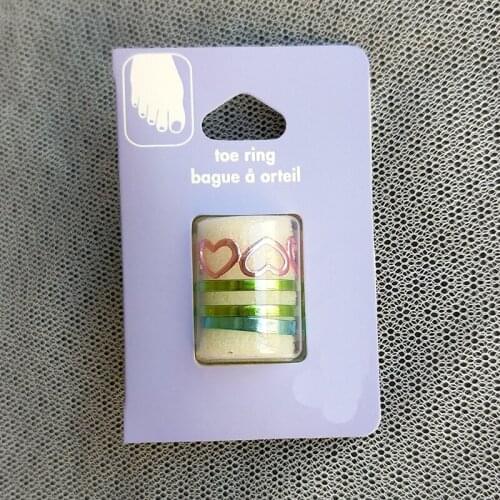 toe ring
bague à orteil